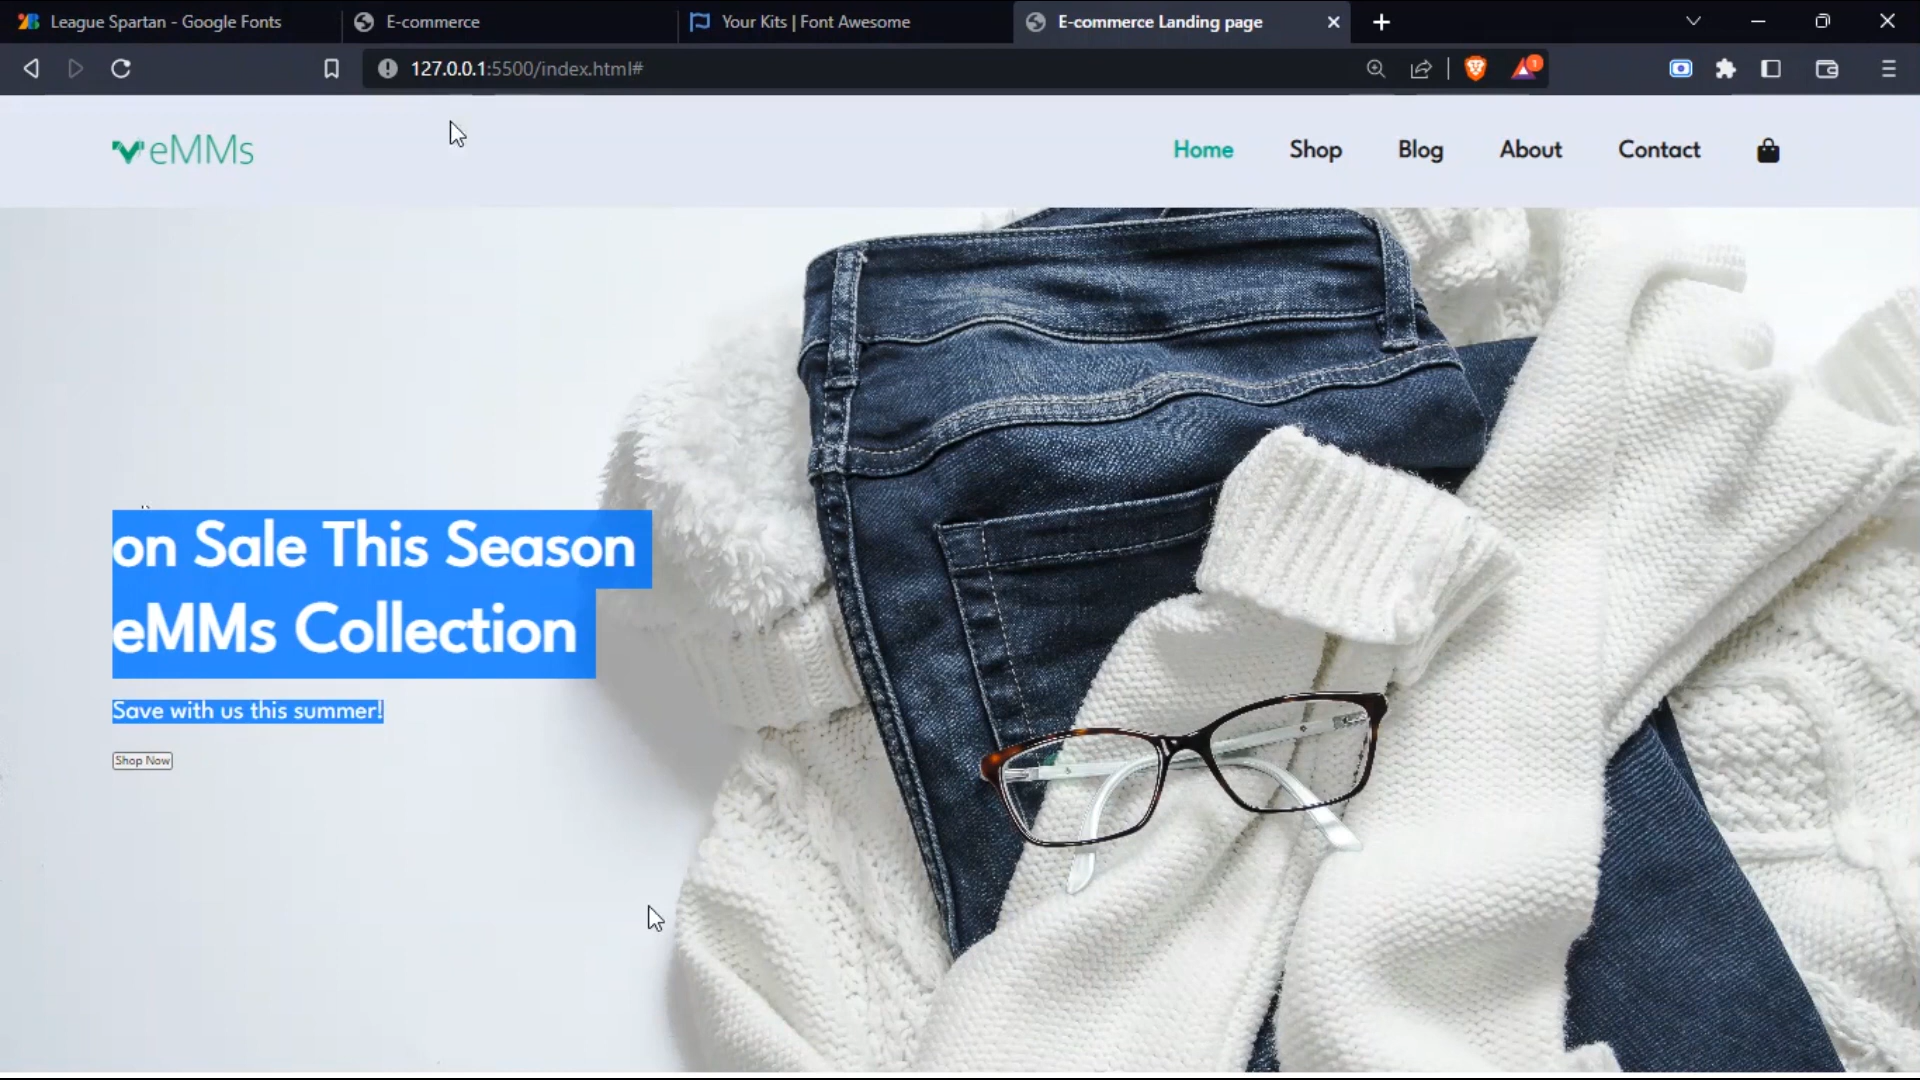 League Spartan - Google Fonts
E-commerce
Your Kits | Font Awesome
E-commerce Landing page
127.0.0.1:5500/index.html#
1
eMMs
Home
Shop
Blog
About
Contact
on Sale This Season
eMMs Collection
Save with us this summer!
Shop Now